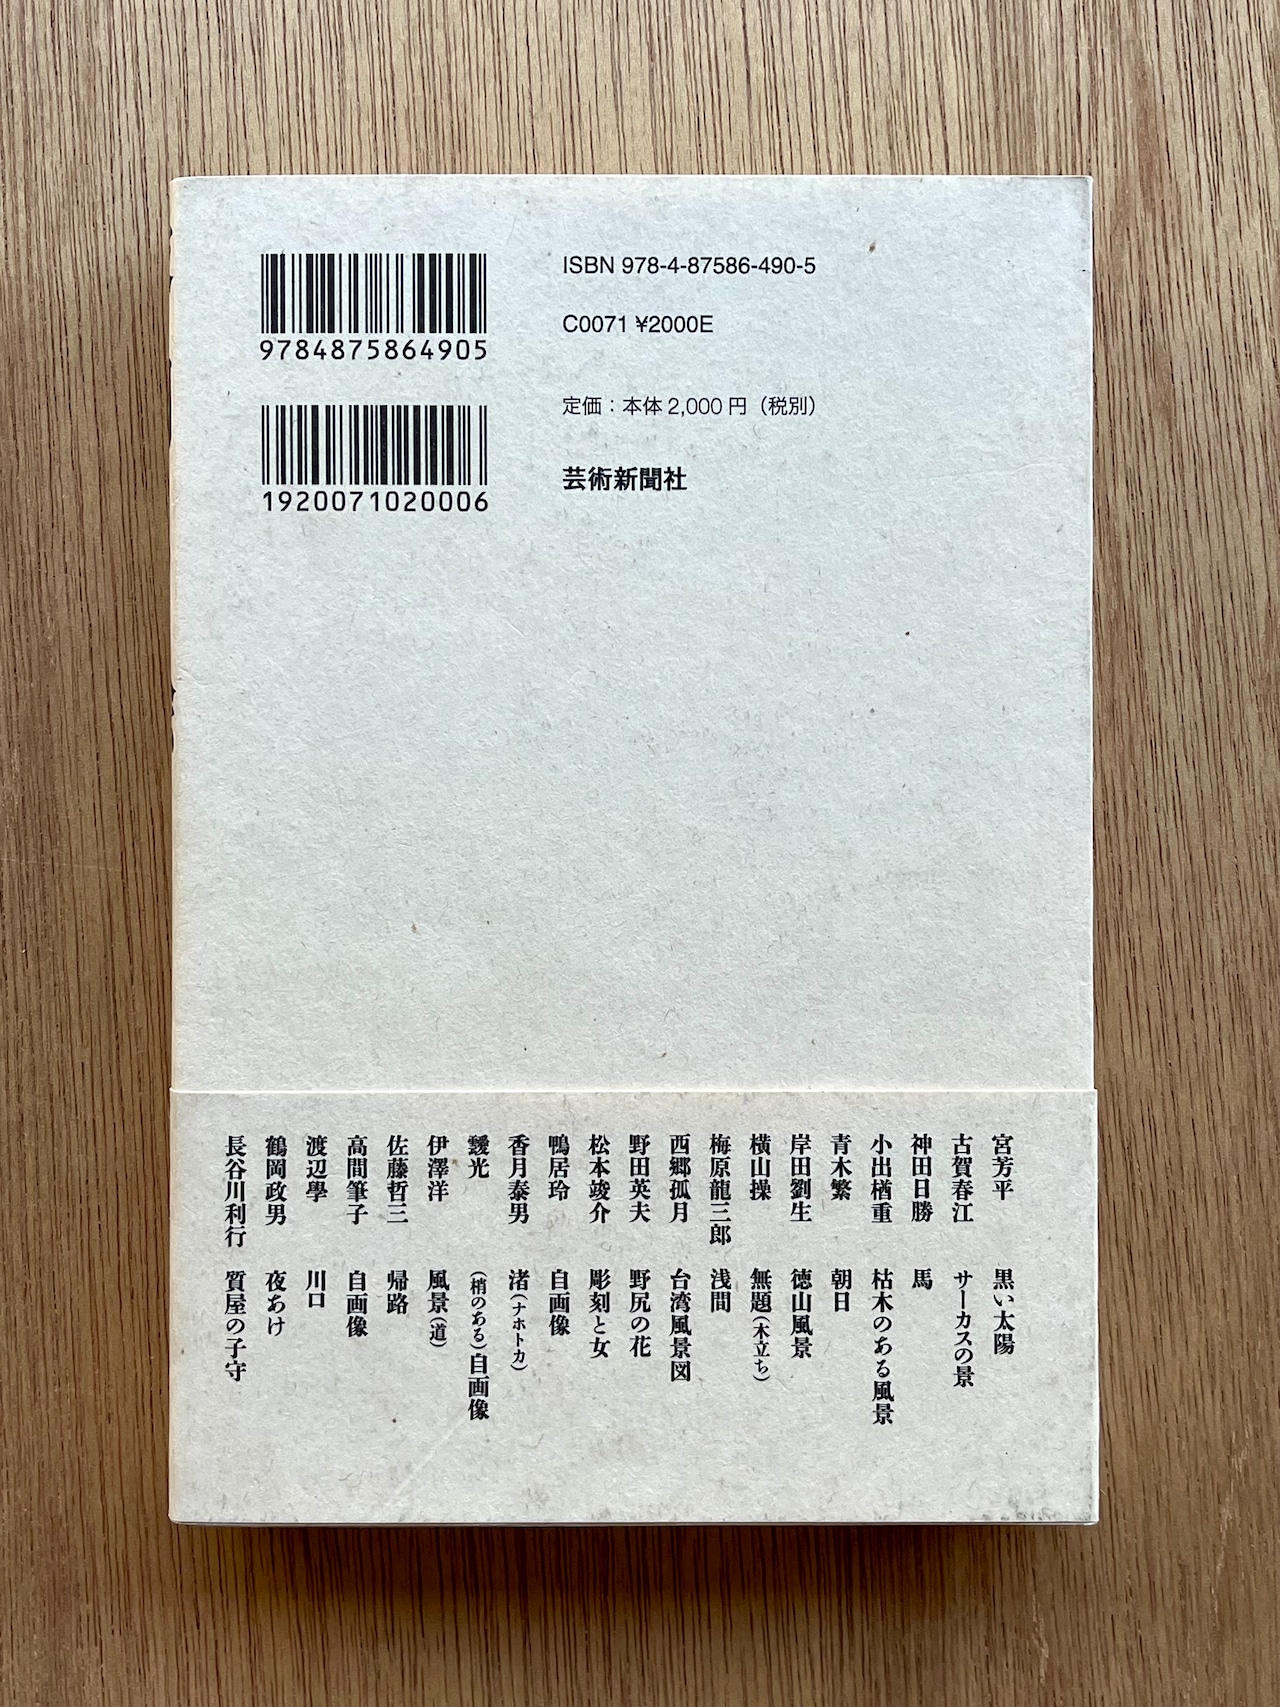 9784875864905
1920071020006
ISBN 978-4-87586-490-5
C0071 ¥2000E
定価：本体2,000円（税別）
芸術新聞社
宮芳平 黒い太陽
古賀春江 サーカスの景
神田日勝 馬
小出楢重 枯木のある風景
青木繁 朝日
岸田劉生 徳山風景
横山操 無題（木立ち）
梅原龍三郎 浅間
西郷孤月 台湾風景図
野田英夫 野尻の花
松本竣介 彫刻と女
鴨居玲 自画像
香月泰男 渚（ナホトカ）
靉光 （梢のある）自画像
伊澤洋 風景（道）
佐藤哲三 帰路
高間筆子 自画像
渡辺學 川口
鶴岡政男 夜あけ
長谷川利行 質屋の子守